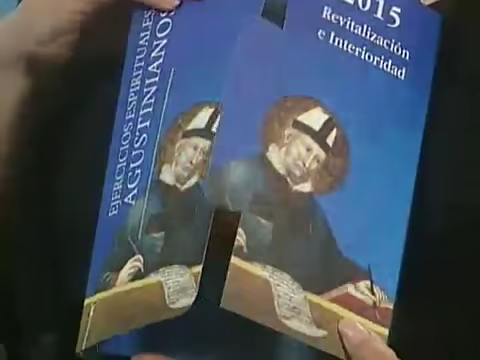 EJERCICIOS ESPIRITUALES
AGUSTINIANOS
2015
Revitalización
e Interioridad